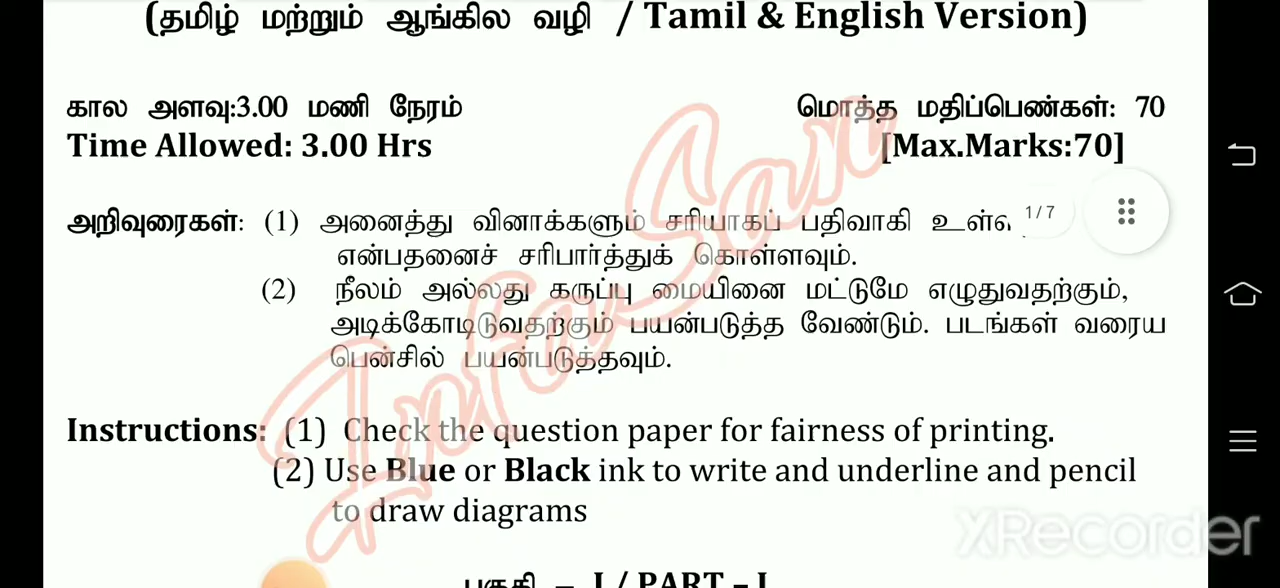 (தமிழ் மற்றும் ஆங்கில வழி / Tamil & English Version)
கால அளவு:3.00 மணி நேரம் மொத்த மதிப்பெண்கள்: 70
Time Allowed: 3.00 Hrs [Max.Marks:70]
அறிவுரைகள்: (1) அனைத்து வினாக்களும் சரியாகப் பதிவாகி
1/7
என்பதனைச் சரிபார்த்துக் கொள்ளவும்.
(2) நீலம் அல்லது கருப்பு மையினை மட்டுமே எழுதுவதற்கும்,
அடிக்கோடிடுவதற்கும் பயன்படுத்த வேண்டும். படங்கள் வரைய
பென்சில் பயன்படுத்தவும்.
Instructions: (1) Check the question paper for fairness of printing.
(2) Use Blue or Black ink to write and underline and pencil
to draw diagrams
பகுதி – I / PART – I
Infa San
XRecorder